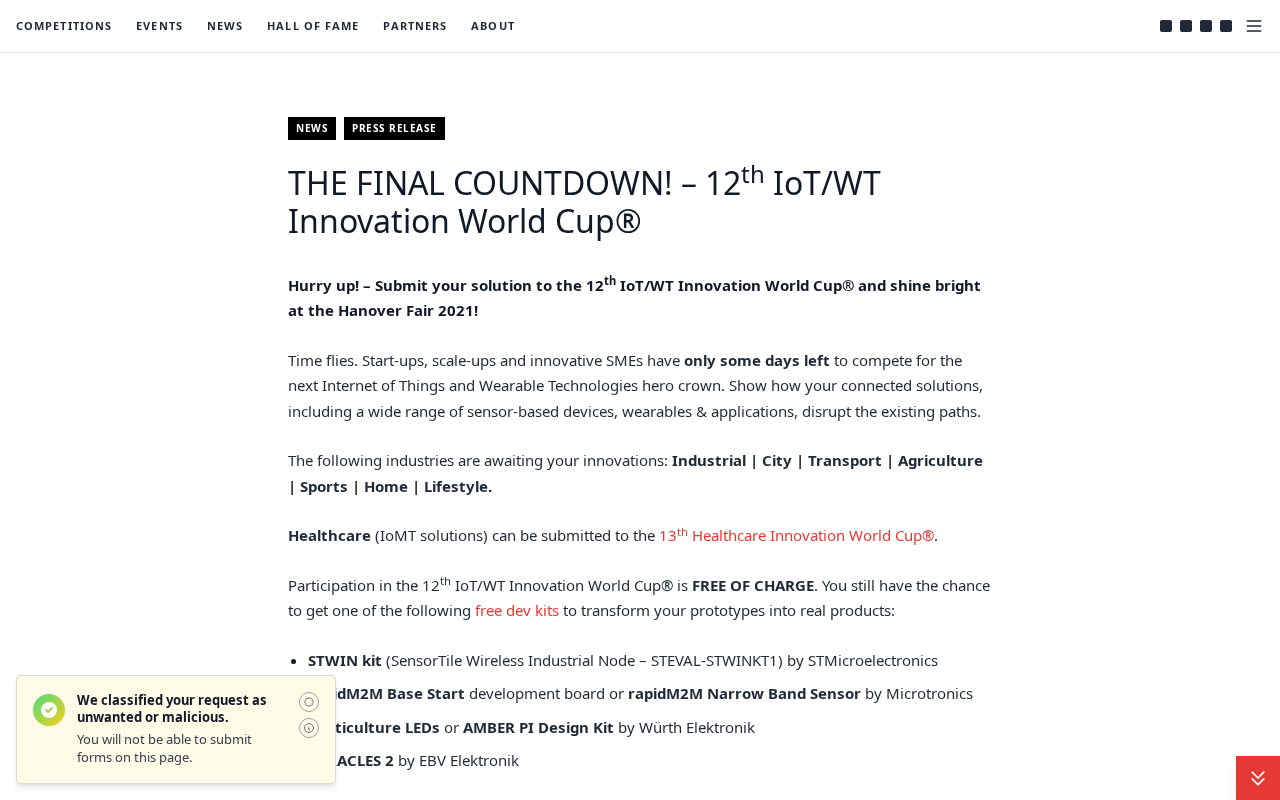 COMPETITIONS EVENTS NEWS HALL OF FAME PARTNERS ABOUT
NEWS PRESS RELEASE
THE FINAL COUNTDOWN! – 12th IoT/WT
Innovation World Cup®
Hurry up! – Submit your solution to the 12th IoT/WT Innovation World Cup® and shine bright
at the Hanover Fair 2021!
Time flies. Start-ups, scale-ups and innovative SMEs have only some days left to compete for the
next Internet of Things and Wearable Technologies hero crown. Show how your connected solutions,
including a wide range of sensor-based devices, wearables & applications, disrupt the existing paths.
The following industries are awaiting your innovations: Industrial | City | Transport | Agriculture
| Sports | Home | Lifestyle.
Healthcare (IoMT solutions) can be submitted to the 13th Healthcare Innovation World Cup®.
Participation in the 12th IoT/WT Innovation World Cup® is FREE OF CHARGE. You still have the chance
to get one of the following free dev kits to transform your prototypes into real products:
STWIN kit (SensorTile Wireless Industrial Node – STEVAL-STWINKT1) by STMicroelectronics
Base Start development board or rapidM2M Narrow Band Sensor by Microtronics
LEDs or AMBER PI Design Kit by Würth Elektronik
2 by EBV Elektronik
We classified your request as
unwanted or malicious.
You will not be able to submit
forms on this page.